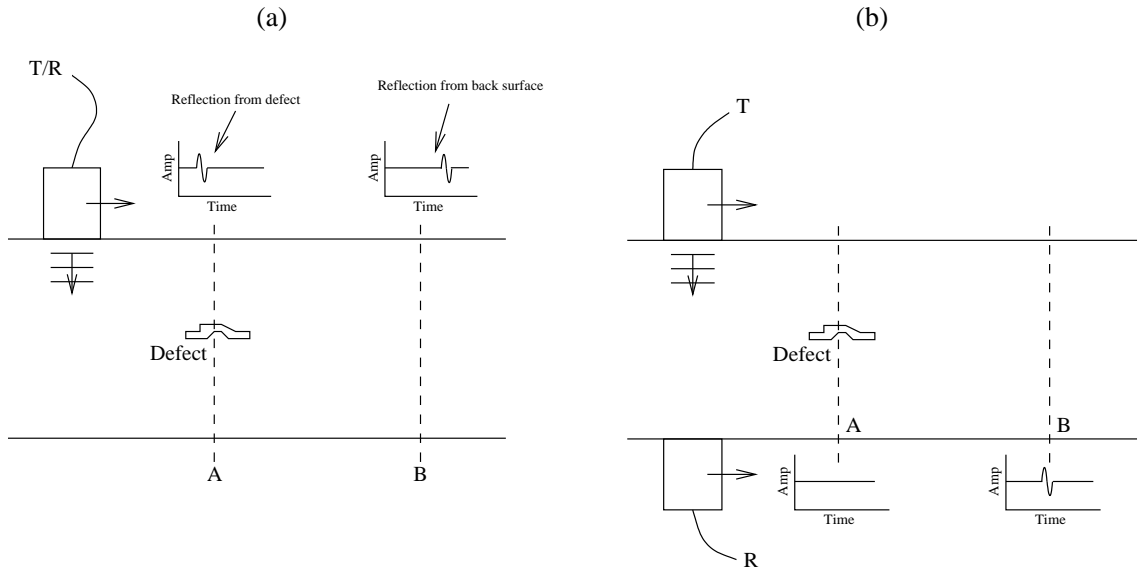 (a)
T/R
Reflection from defect
Reflection from back surface
Amp
Time
Amp
Time
Defect
A
B
(b)
T
Defect
A
B
Amp
Time
Amp
Time
R